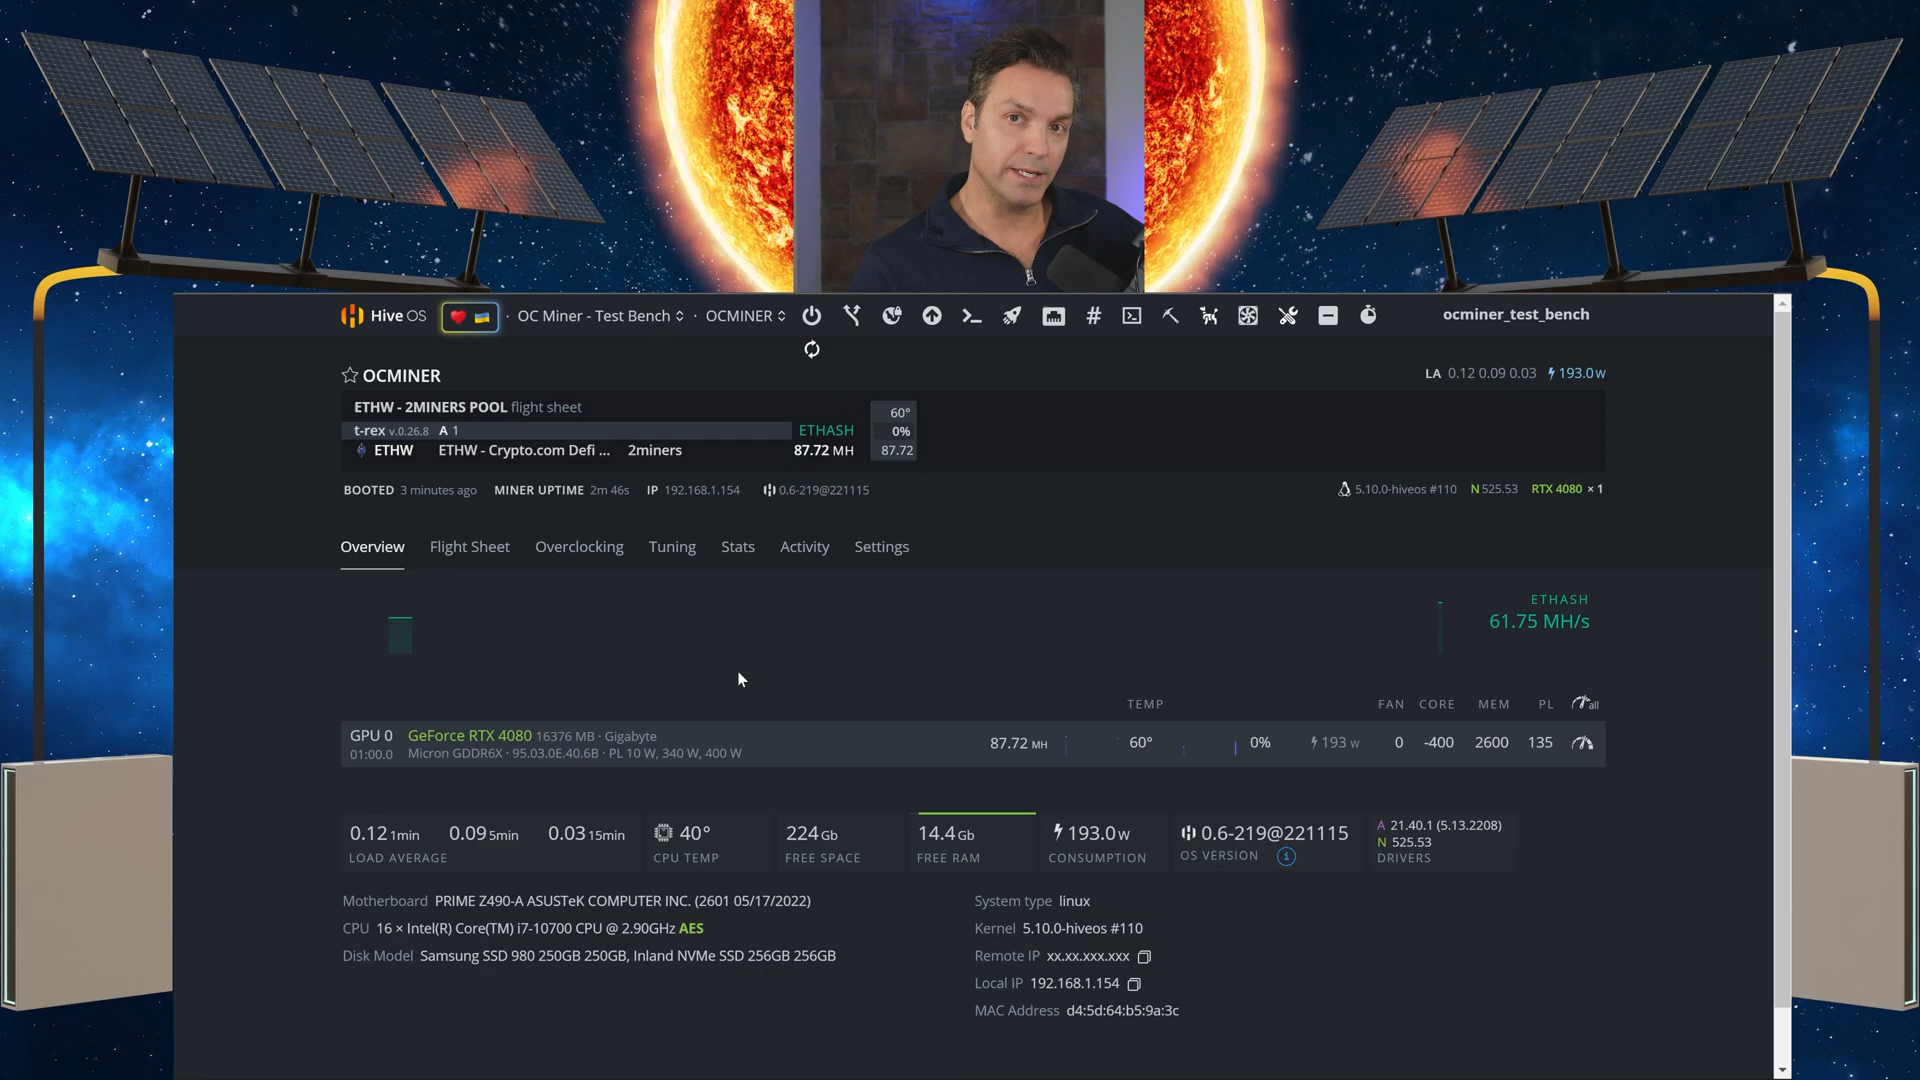 Hive OS · OC Miner - Test Bench · OCMINER ocminer_test_bench
OCMINER LA 0.12 0.09 0.03 193.0 W
ETHW - 2MINERS POOL flight sheet 60°
t-rex v.0.26.8 A 1 ETHASH 0%
ETHW ETHW - Crypto.com Defi ... 2miners 87.72 MH 87.72
BOOTED 3 minutes ago MINER UPTIME 2m 46s IP 192.168.1.154 0.6-219@221115 5.10.0-hiveos #110 N 525.53 RTX 4080 × 1
Overview Flight Sheet Overclocking Tuning Stats Activity Settings
ETHASH
61.75 MH/s
TEMP FAN CORE MEM PL all
GPU 0 GeForce RTX 4080 16376 MB · Gigabyte 87.72 MH 60° 0% 193 W 0 -400 2600 135
01:00.0 Micron GDDR6X · 95.03.0E.40.6B · PL 10 W, 340 W, 400 W
0.12 1min 0.09 5min 0.03 15min 40° 224 Gb 14.4 Gb 193.0 W 0.6-219@221115 A 21.40.1 (5.13.2208)
N 525.53
LOAD AVERAGE CPU TEMP FREE SPACE FREE RAM CONSUMPTION OS VERSION i DRIVERS
Motherboard PRIME Z490-A ASUSTeK COMPUTER INC. (2601 05/17/2022) System type linux
CPU 16 × Intel(R) Core(TM) i7-10700 CPU @ 2.90GHz AES Kernel 5.10.0-hiveos #110
Disk Model Samsung SSD 980 250GB 250GB, Inland NVMe SSD 256GB 256GB Remote IP xx.xx.xxx.xxx
Local IP 192.168.1.154
MAC Address d4:5d:64:b5:9a:3c